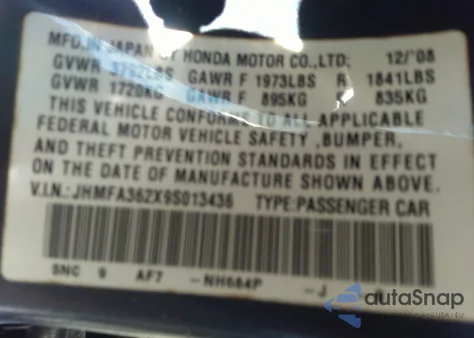 MFD.IN JAPAN BY HONDA MOTOR CO.,LTD: 12/'08
GVWR 3792LBS GAWR F 1973LBS R 1841LBS
GVWR 1720KG GAWR F 895KG R 835KG
THIS VEHICLE CONFORMS TO ALL APPLICABLE
FEDERAL MOTOR VEHICLE SAFETY ,BUMPER,
AND THEFT PREVENTION STANDARDS IN EFFECT
ON THE DATE OF MANUFACTURE SHOWN ABOVE.
V.I.N.:JHMFA362X9S013436 TYPE:PASSENGER CAR
SNC 9 AF7 -NH684P -J
autoSnap